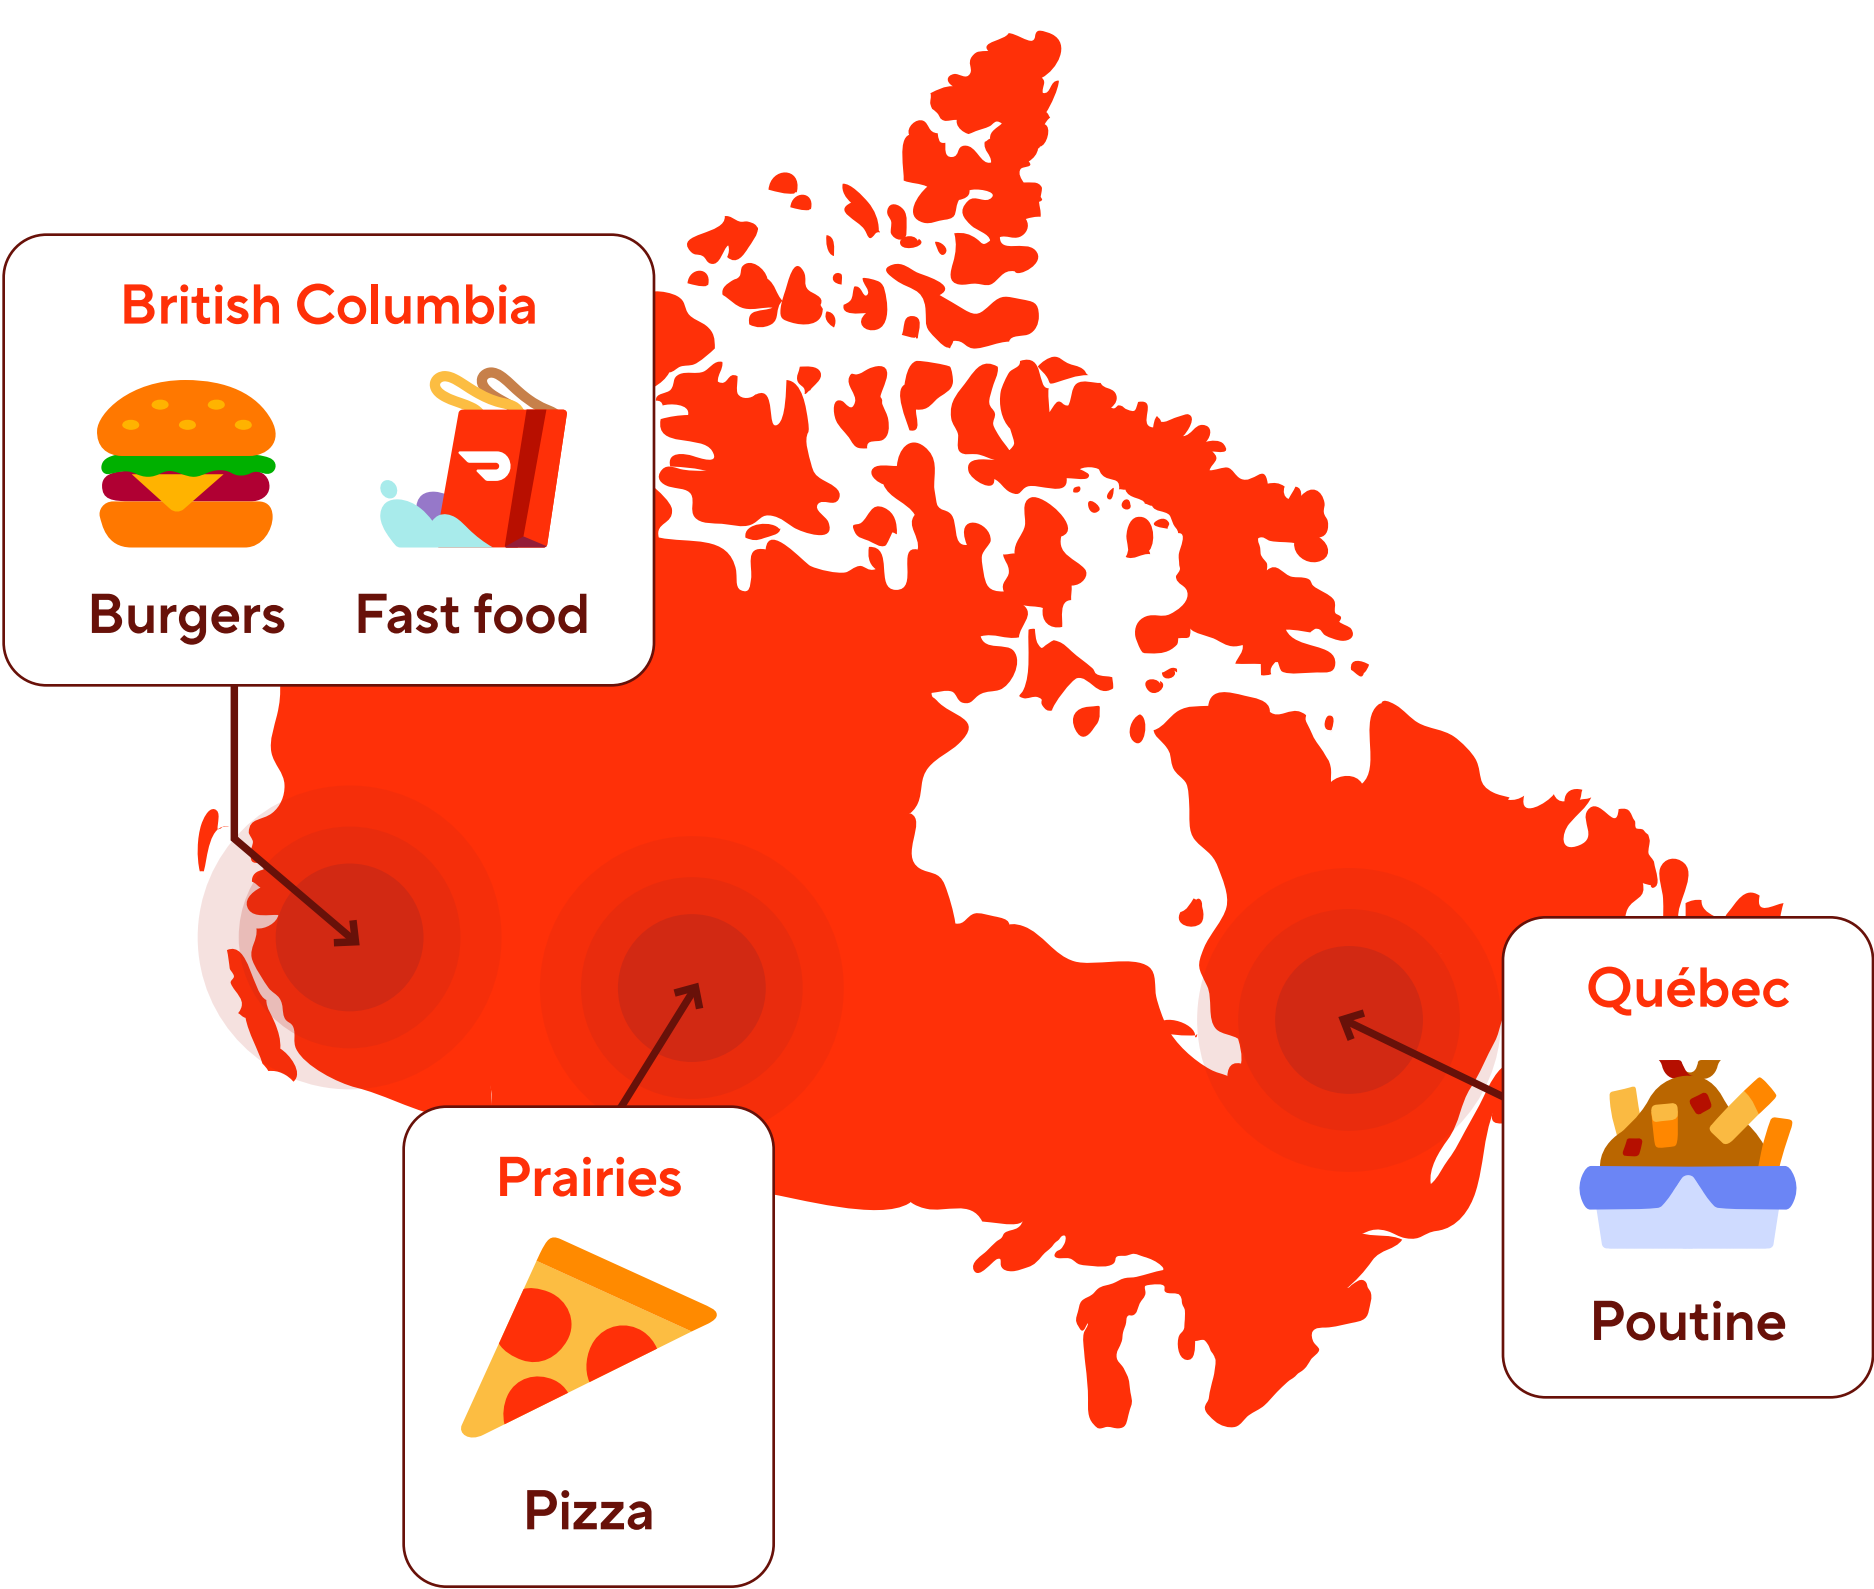 British Columbia
Burgers
Fast food
Prairies
Pizza
Québec
Poutine